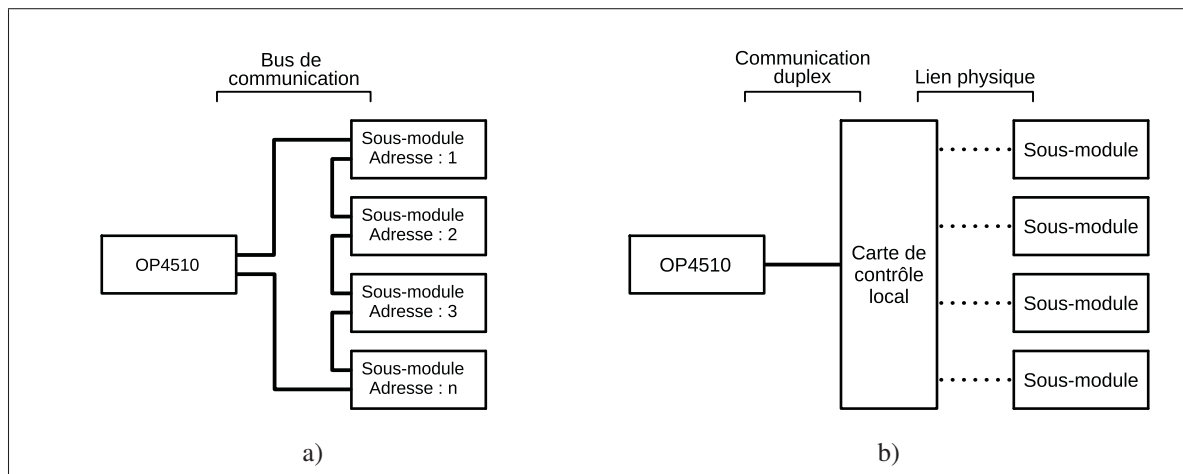 Bus de
communication
Sous-module
Adresse : 1
Sous-module
Adresse : 2
OP4510
Sous-module
Adresse : 3
Sous-module
Adresse : n
a)
Communication
duplex
Lien physique
Sous-module
Sous-module
OP4510
Carte de
contrôle
local
Sous-module
Sous-module
b)